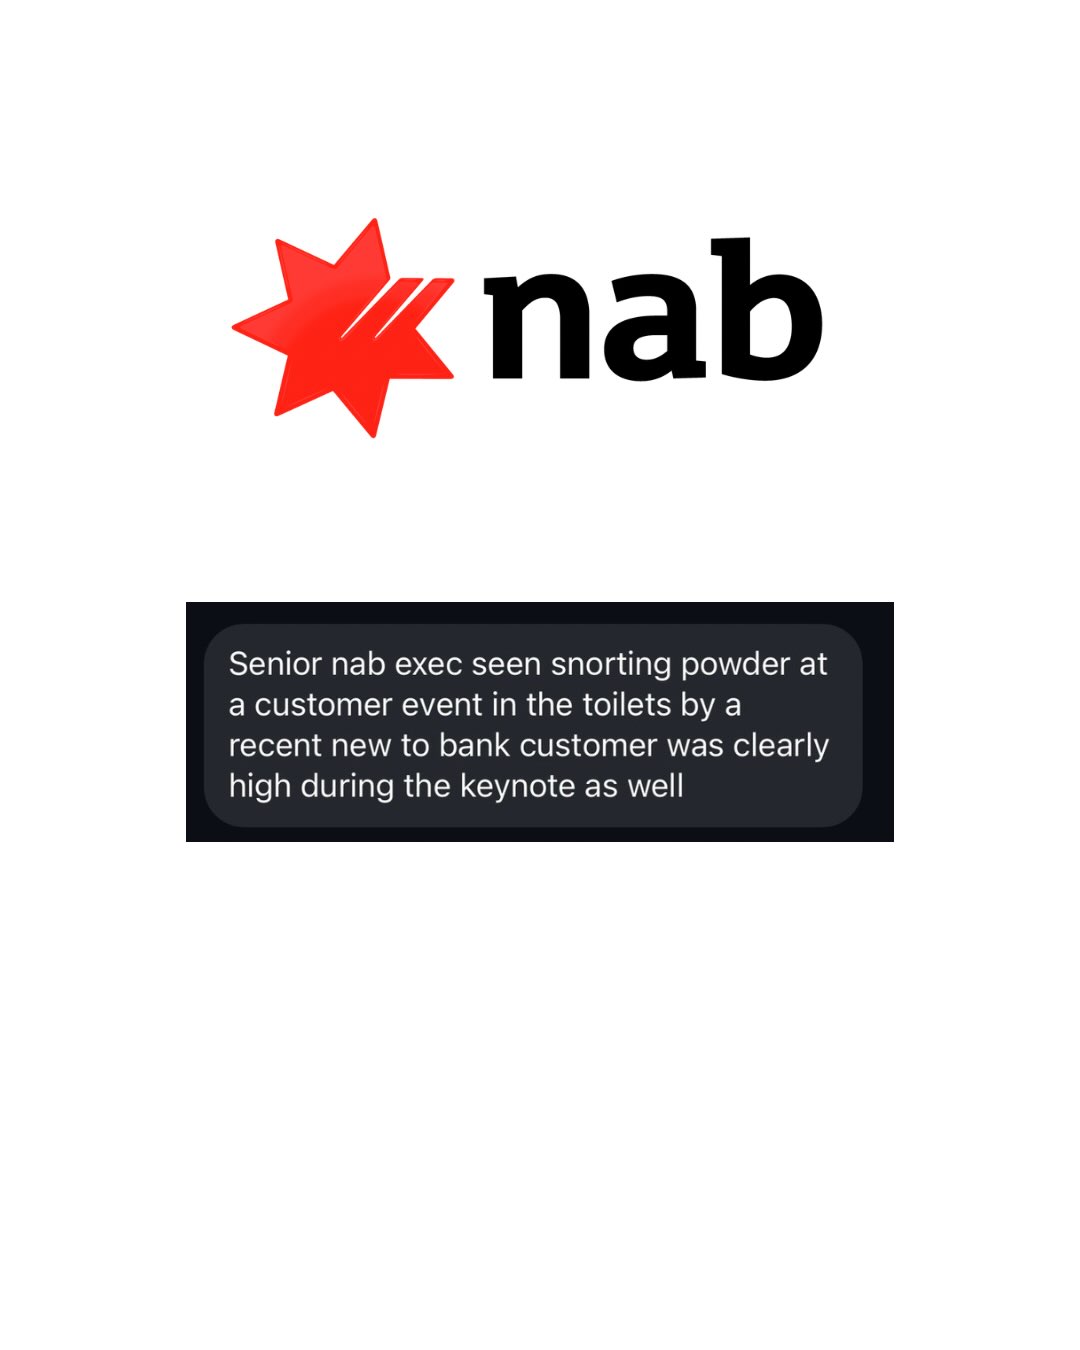 nab
Senior nab exec seen snorting powder at
a customer event in the toilets by a
recent new to bank customer was clearly
high during the keynote as well